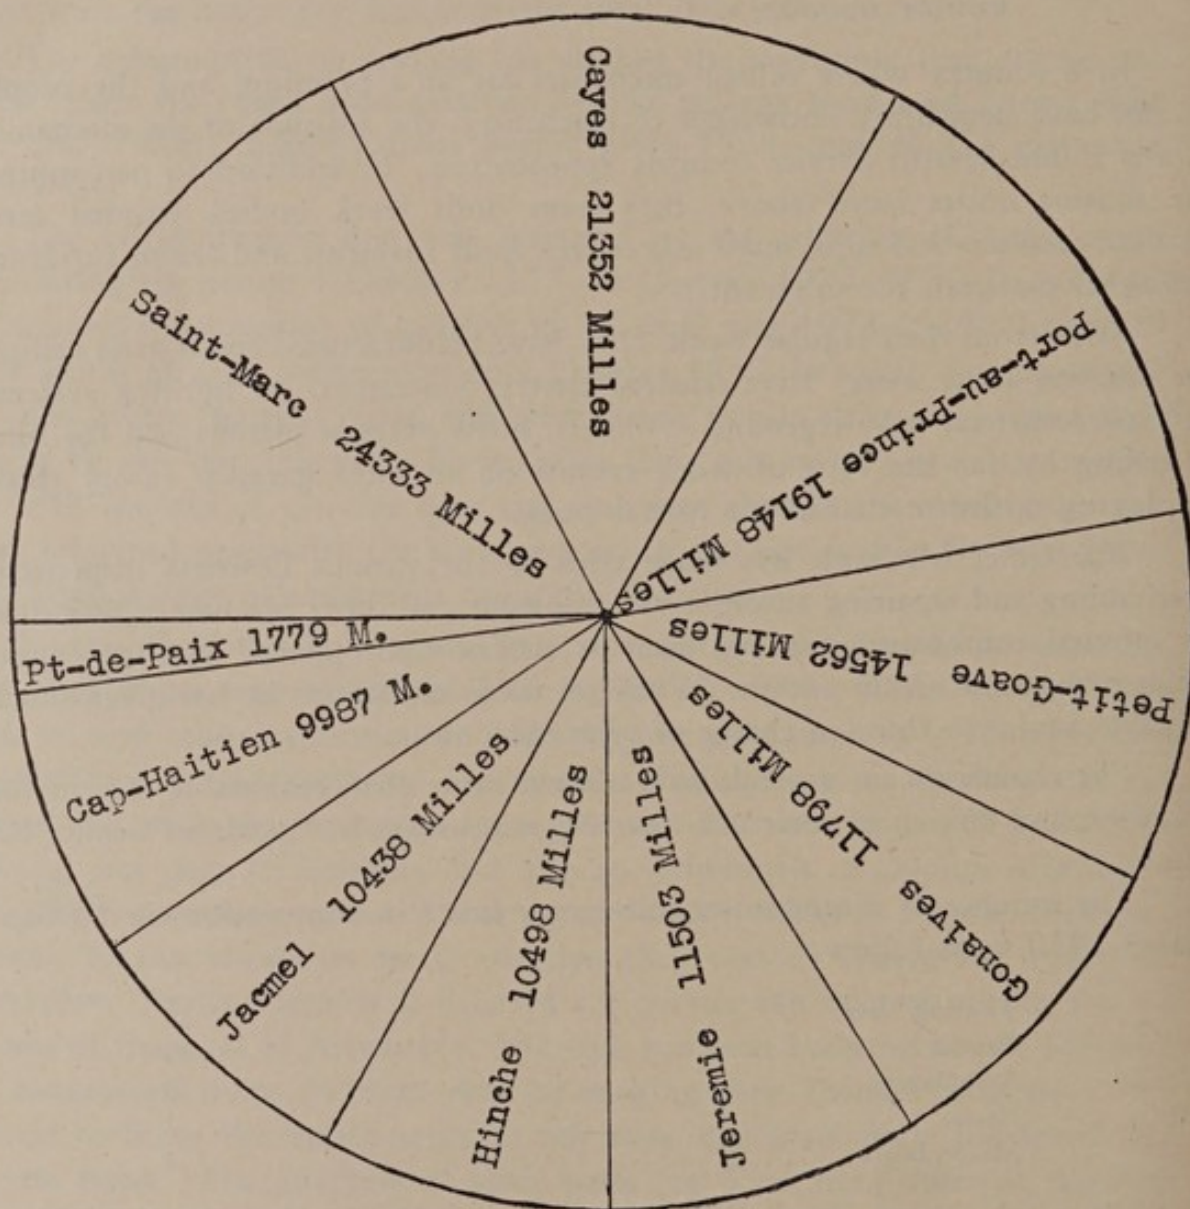 Cayes 21352 Milles
Port-au-Prince 19148 Milles
Petit-Goave 14562 Milles
Gonaives 11798 Milles
Jeremie 11503 Milles
Hinche 10498 Milles
Jacmel 10438 Milles
Cap-Haitien 9987 M.
Pt-de-Paix 1779 M.
Saint-Marc 24333 Milles